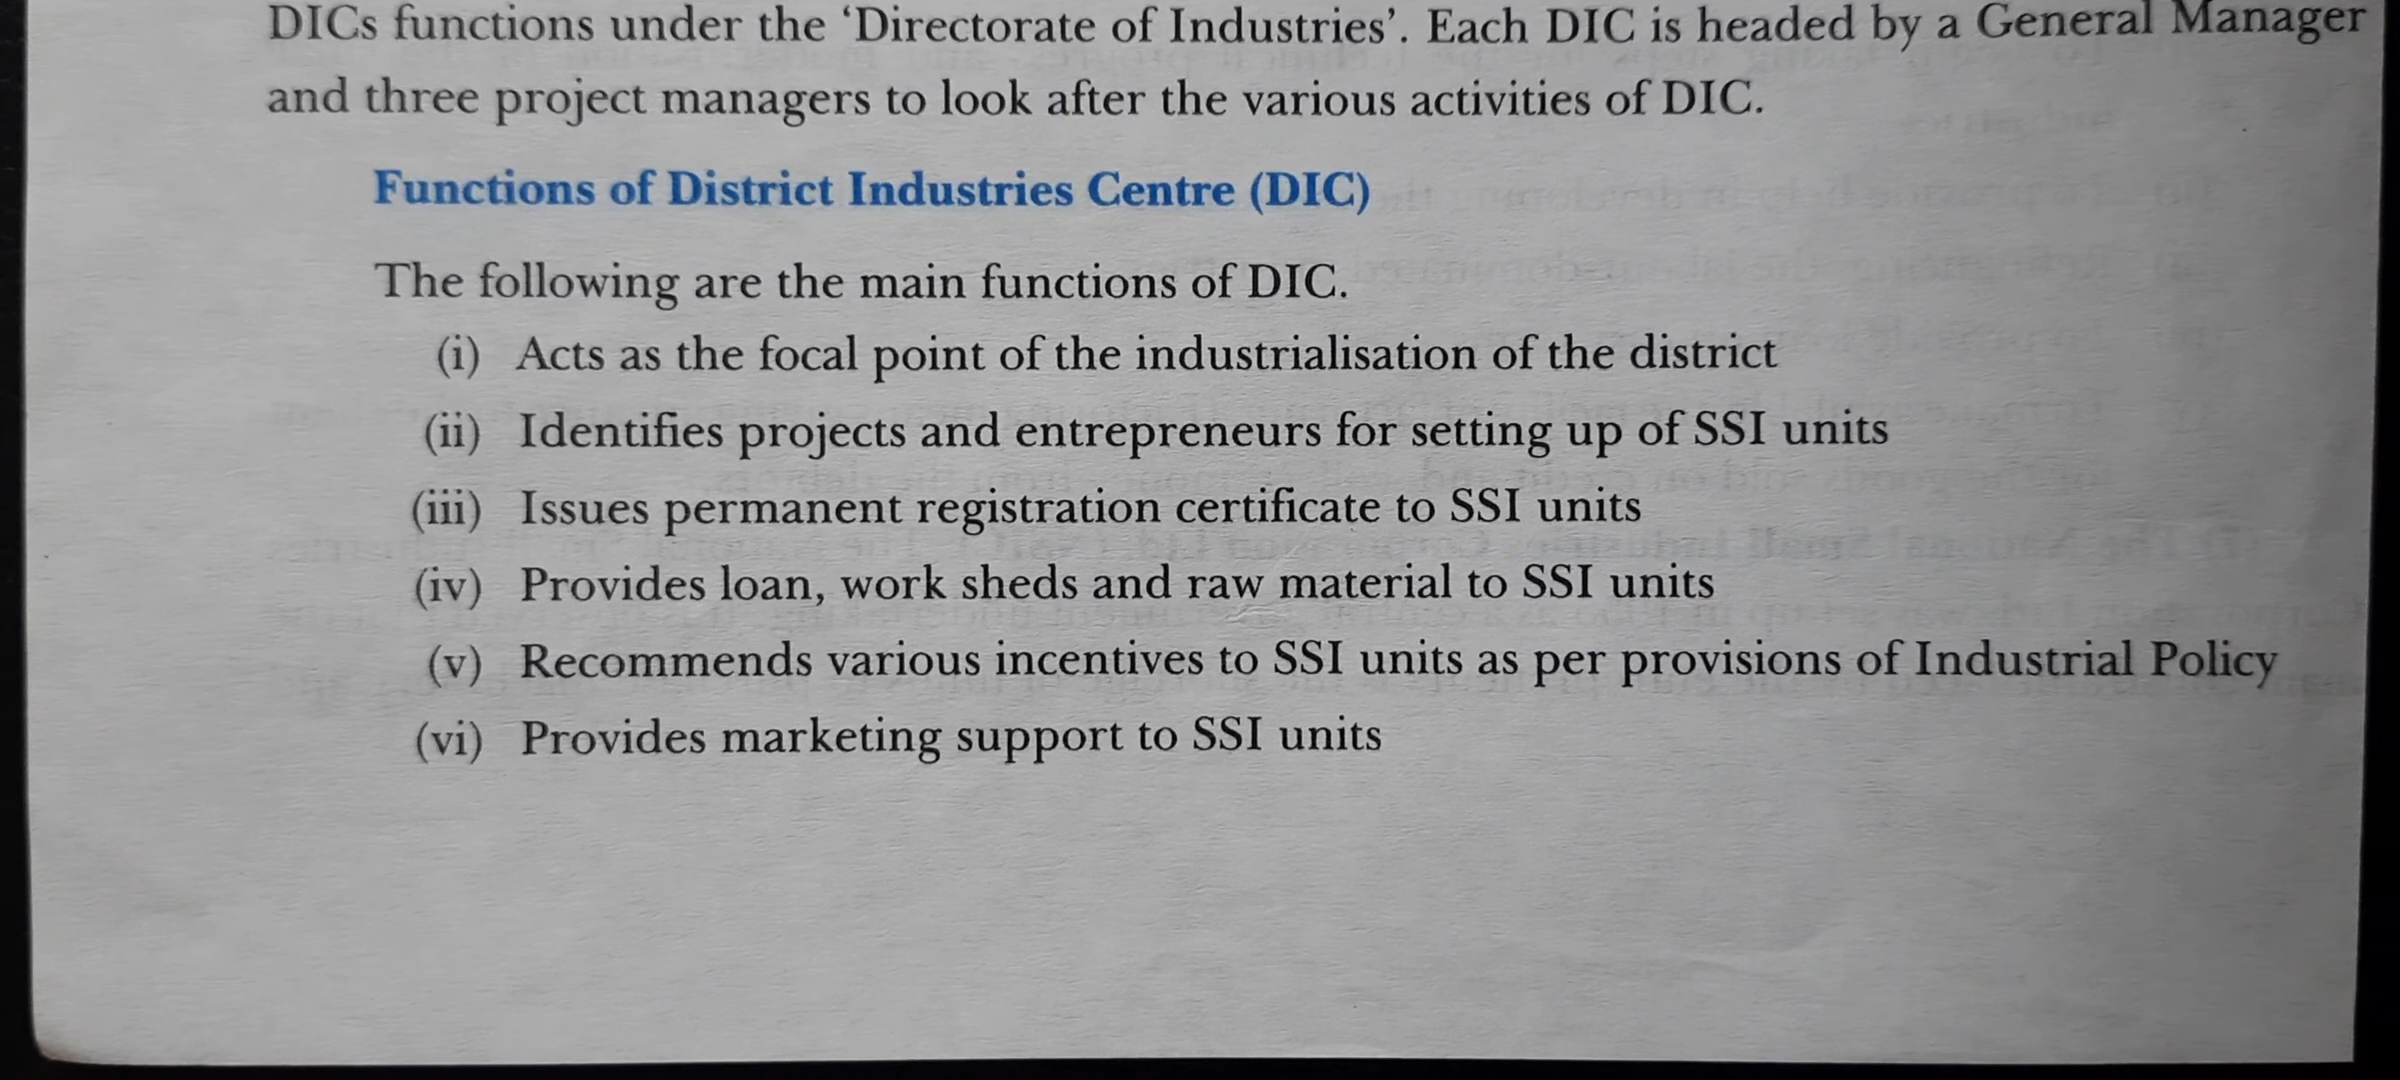 DICs functions under the ‘Directorate of Industries’. Each DIC is headed by a General Manager
and three project managers to look after the various activities of DIC.
Functions of District Industries Centre (DIC)
The following are the main functions of DIC.
(i) Acts as the focal point of the industrialisation of the district
(ii) Identifies projects and entrepreneurs for setting up of SSI units
(iii) Issues permanent registration certificate to SSI units
(iv) Provides loan, work sheds and raw material to SSI units
(v) Recommends various incentives to SSI units as per provisions of Industrial Policy
(vi) Provides marketing support to SSI units